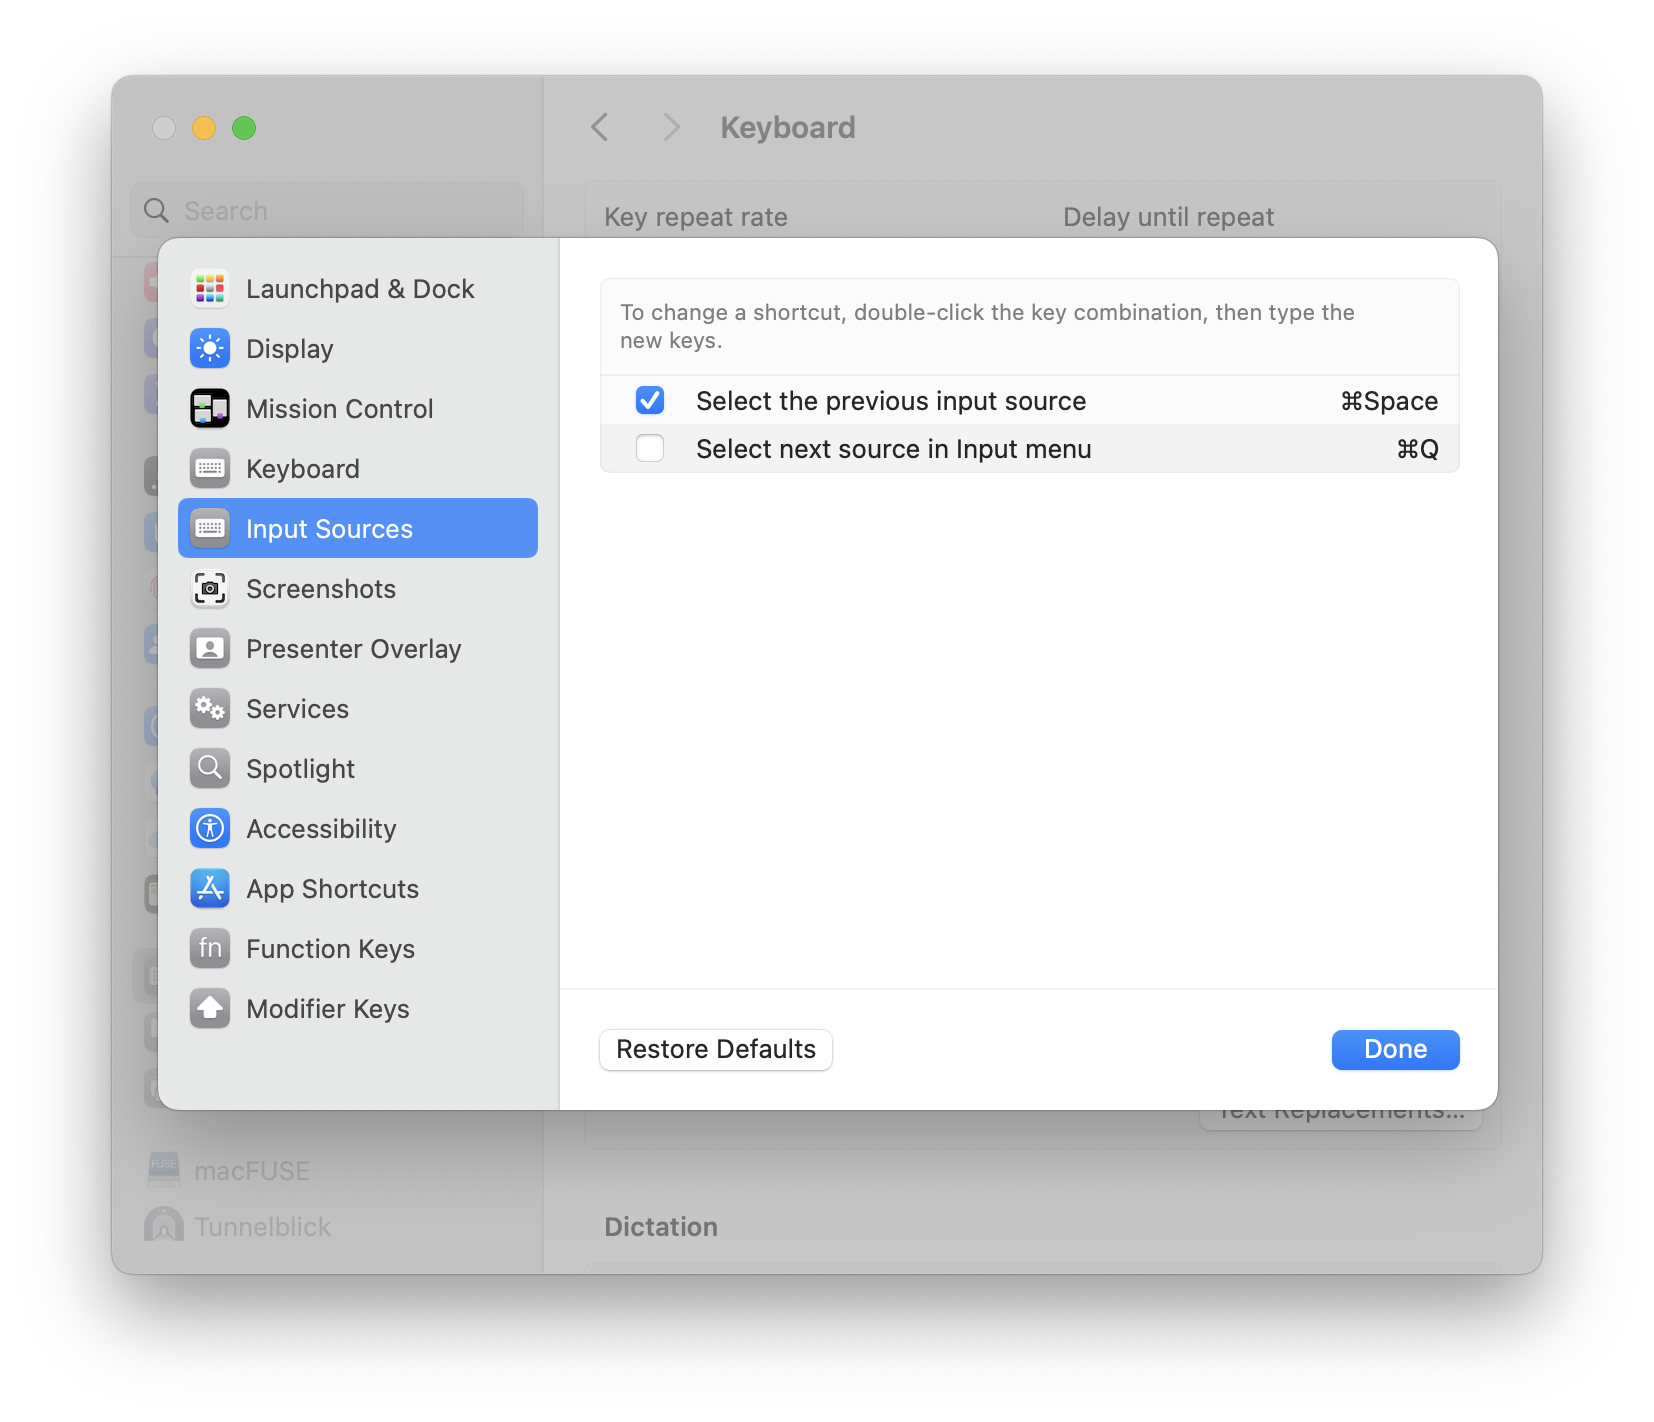 Keyboard
Search
Key repeat rate
Delay until repeat
Launchpad & Dock
Display
Mission Control
Keyboard
Input Sources
Screenshots
Presenter Overlay
Services
Spotlight
Accessibility
App Shortcuts
fn
Function Keys
Modifier Keys
To change a shortcut, double-click the key combination, then type the
new keys.
Select the previous input source ⌘Space
Select next source in Input menu ⌘Q
Restore Defaults
Done
Text Replacements...
FUSE
macFUSE
Tunnelblick
Dictation